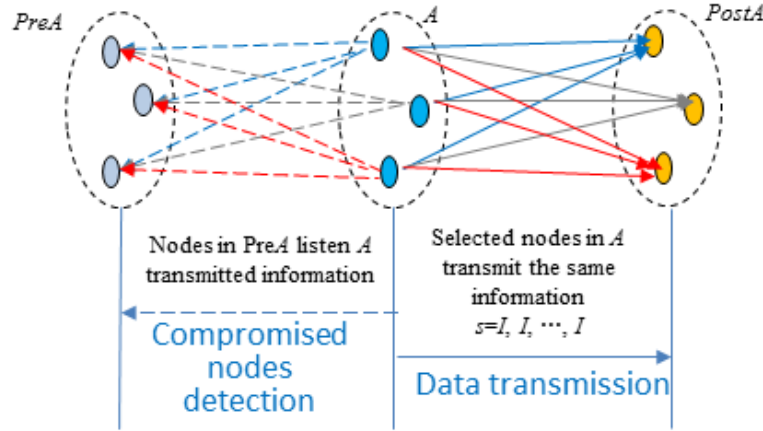 PreA
A
PostA
Nodes in PreA listen A
transmitted information
Selected nodes in A
transmit the same
information
s=I, I, ⋯, I
Compromised
nodes
detection
Data transmission